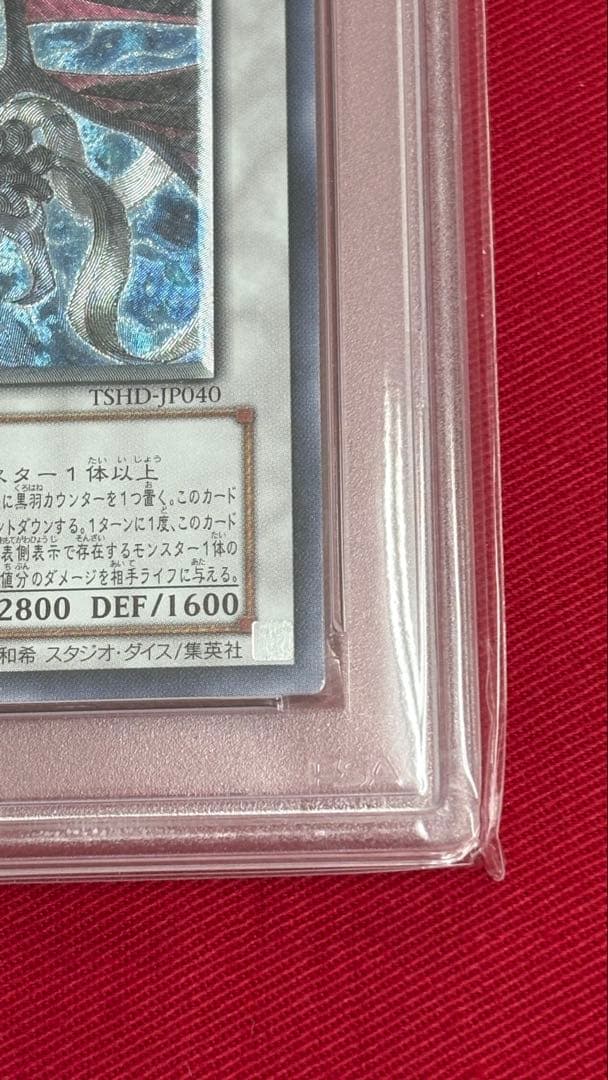 TSHD-JP040
スター1体以上
に黒羽カウンターを1つ置く。このカード
ントダウンする。1ターンに1度、このカード
表側表示で存在するモンスター1体の
値分のダメージを相手ライフに与える。
2800 DEF/1600
和希 スタジオ・ダイス/集英社